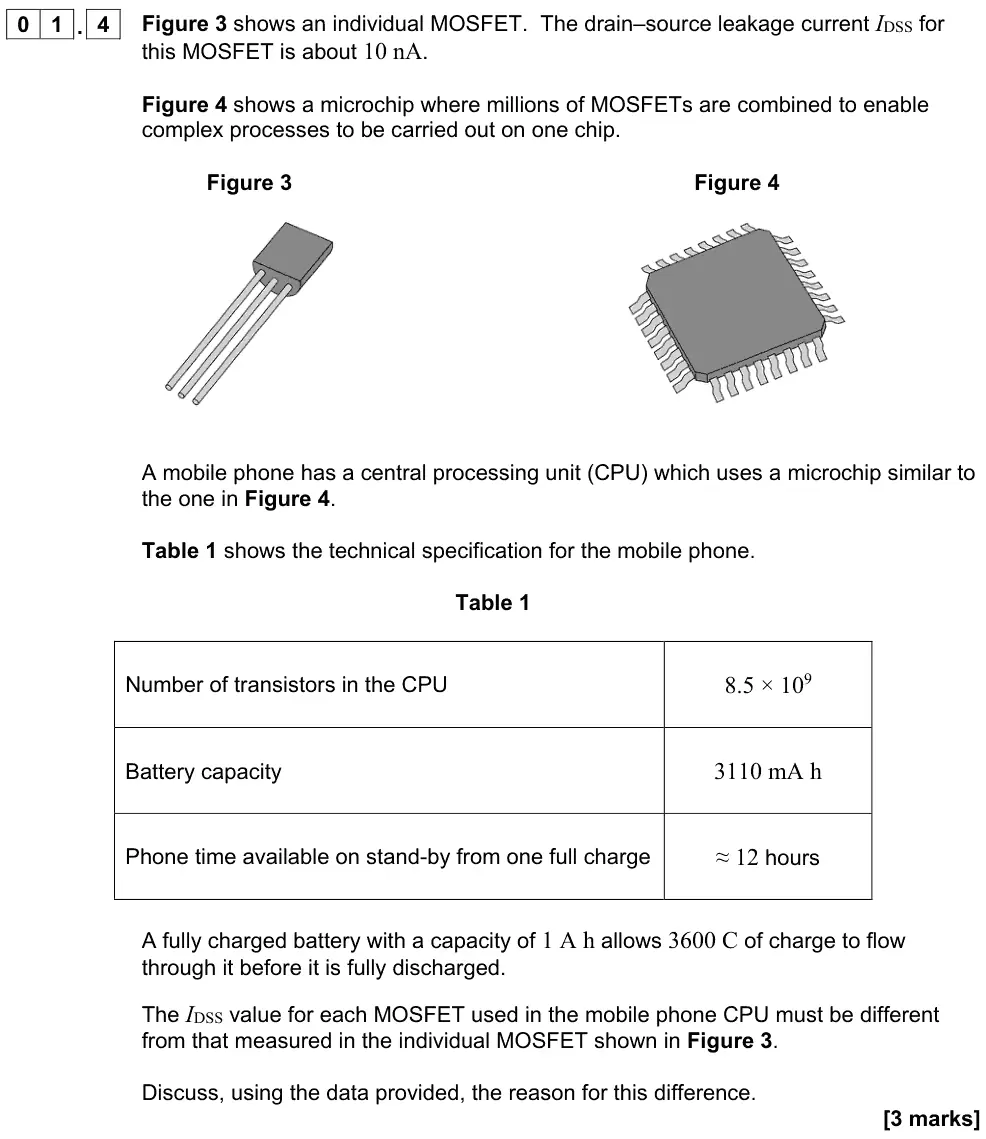 0 1 . 4 Figure 3 shows an individual MOSFET. The drain–source leakage current IDSS for
this MOSFET is about 10 nA.
Figure 4 shows a microchip where millions of MOSFETs are combined to enable
complex processes to be carried out on one chip.
Figure 3 Figure 4
A mobile phone has a central processing unit (CPU) which uses a microchip similar to
the one in Figure 4.
Table 1 shows the technical specification for the mobile phone.
Table 1
Number of transistors in the CPU 8.5 × 10⁹
Battery capacity 3110 mA h
Phone time available on stand-by from one full charge ≈ 12 hours
A fully charged battery with a capacity of 1 A h allows 3600 C of charge to flow
through it before it is fully discharged.
The IDSS value for each MOSFET used in the mobile phone CPU must be different
from that measured in the individual MOSFET shown in Figure 3.
Discuss, using the data provided, the reason for this difference.
[3 marks]